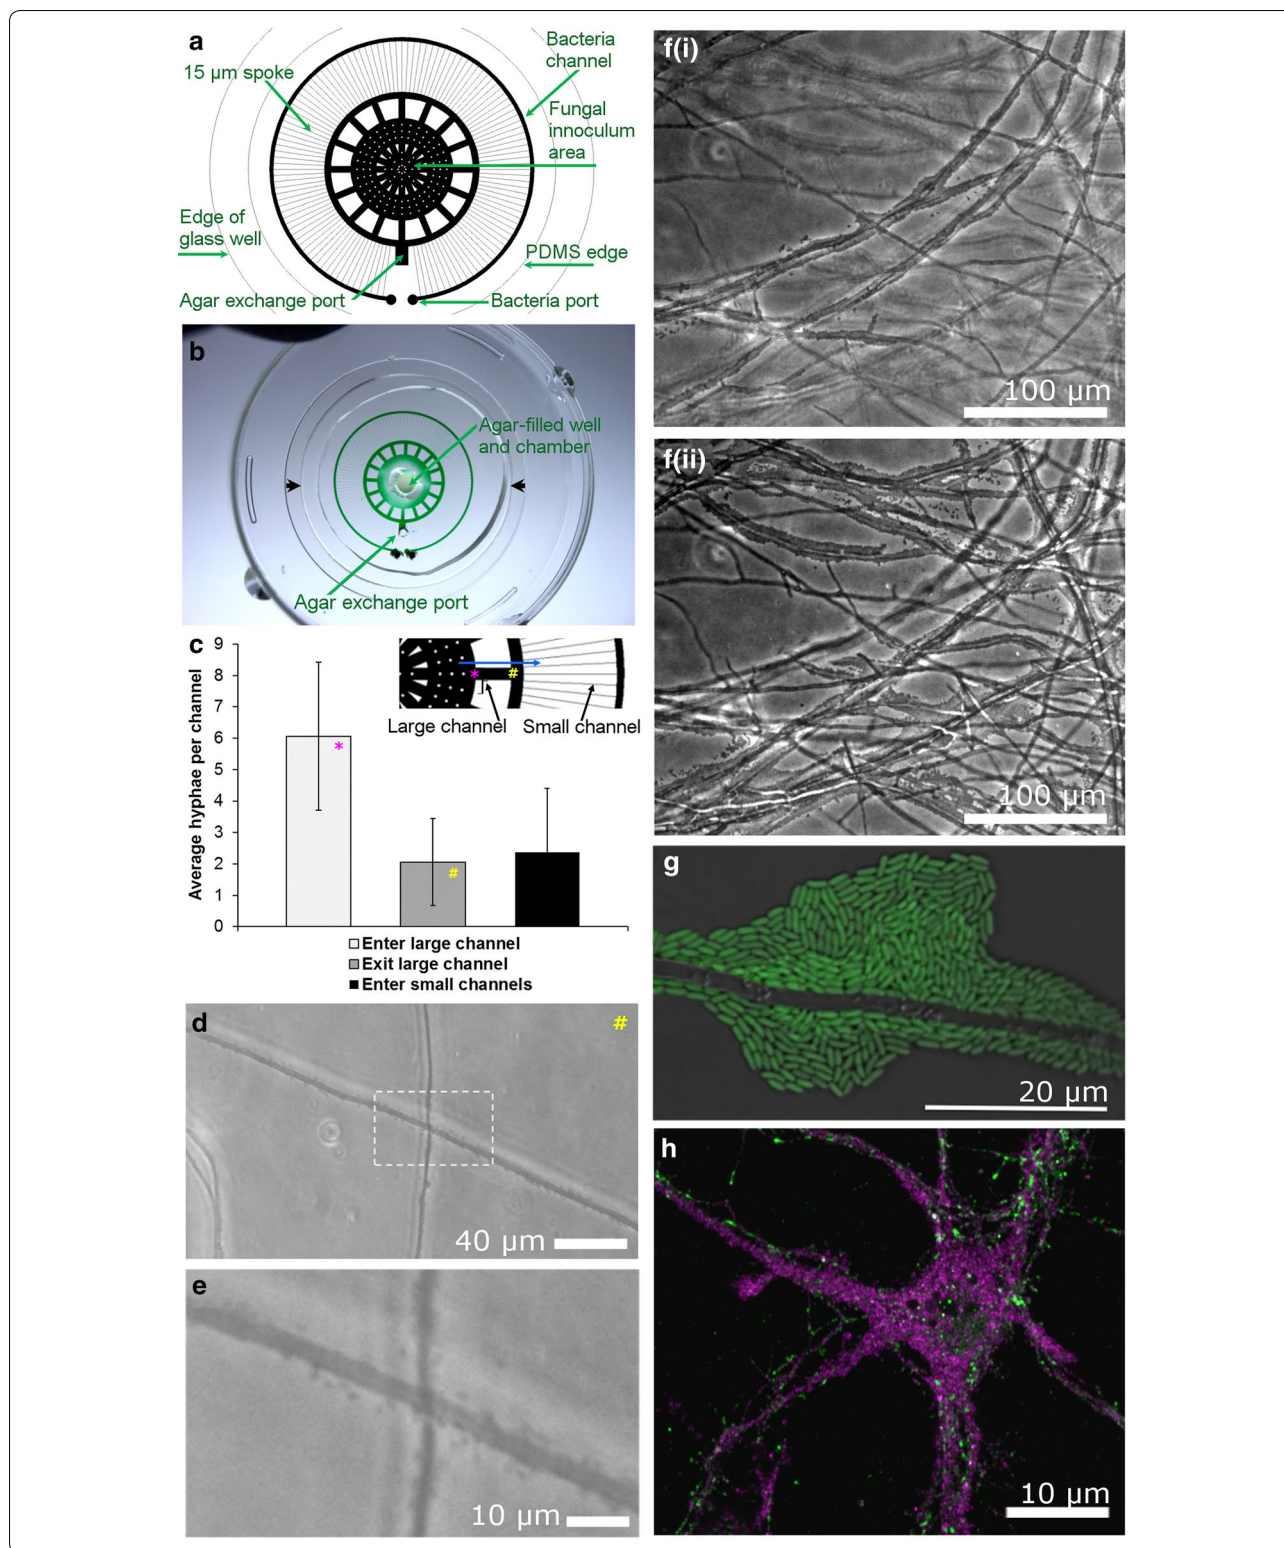 a
15 µm spoke
Bacteria
channel
Fungal
innoculum
area
Edge of
glass well
PDMS edge
Agar exchange port
Bacteria port
b
Agar-filled well
and chamber
Agar exchange port
c
Average hyphae per channel
9
8
7
6
5
4
3
2
1
0
*
#
* #
Large channel Small channel
Enter large channel
Exit large channel
Enter small channels
d
#
40 µm
e
10 µm
f(i)
100 µm
f(ii)
100 µm
g
20 µm
h
10 µm